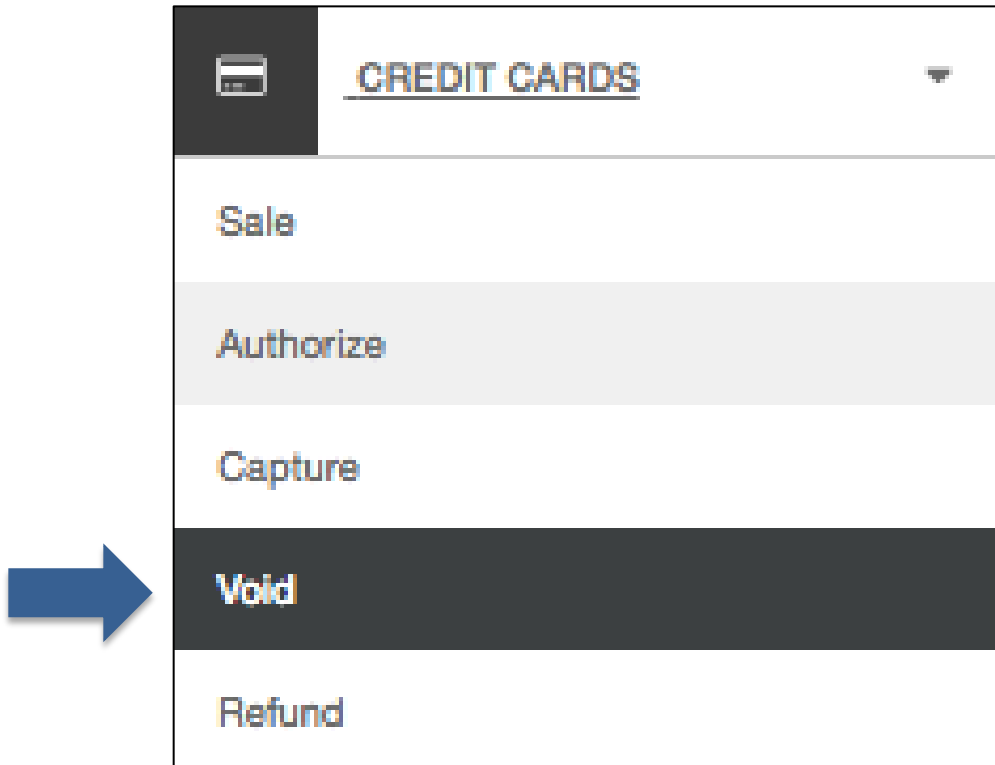 CREDIT CARDS
Sale
Authorize
Capture
Void
Refund